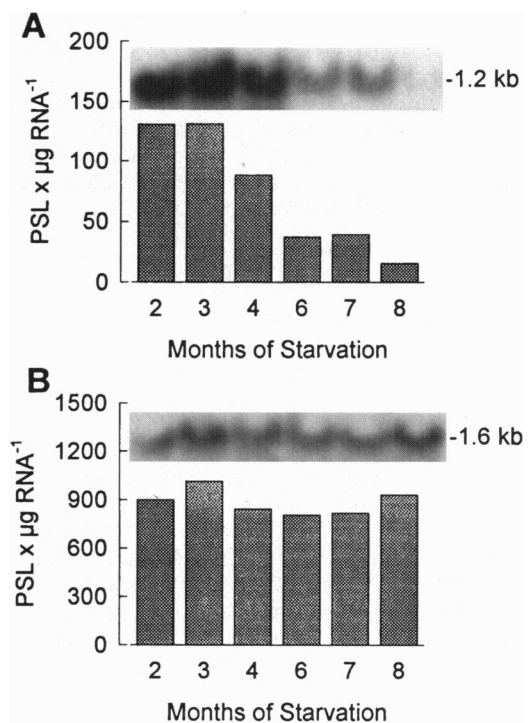 A
200
150
100
50
0
PSL x µg RNA⁻¹
-1.2 kb
2 3 4 6 7 8
Months of Starvation
B
1500
1200
900
600
300
0
PSL x µg RNA⁻¹
-1.6 kb
2 3 4 6 7 8
Months of Starvation